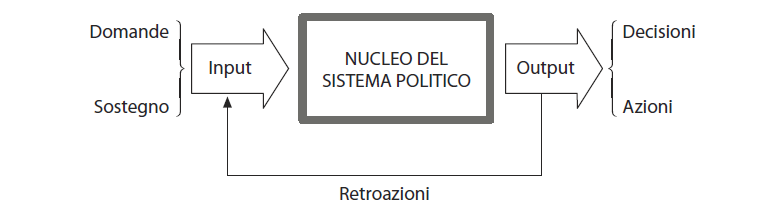 Domande
Sostegno
Input
NUCLEO DEL
SISTEMA POLITICO
Output
Decisioni
Azioni
Retroazioni